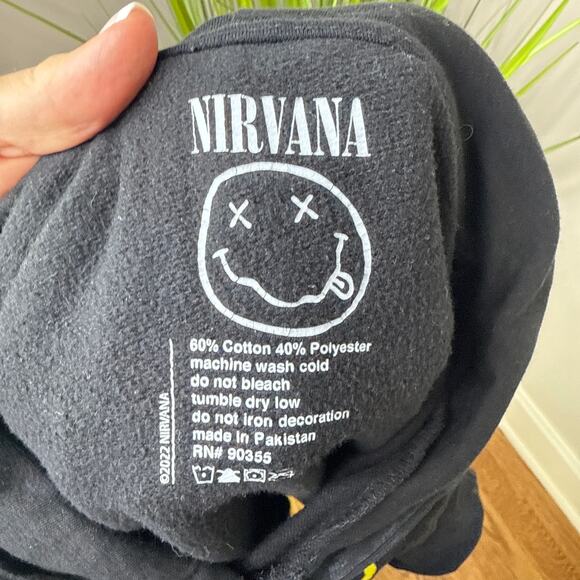 NIRVANA
60% Cotton 40% Polyester
machine wash cold
do not bleach
tumble dry low
do not iron decoration
made in Pakistan
RN# 90355
©2022 NIRVANA